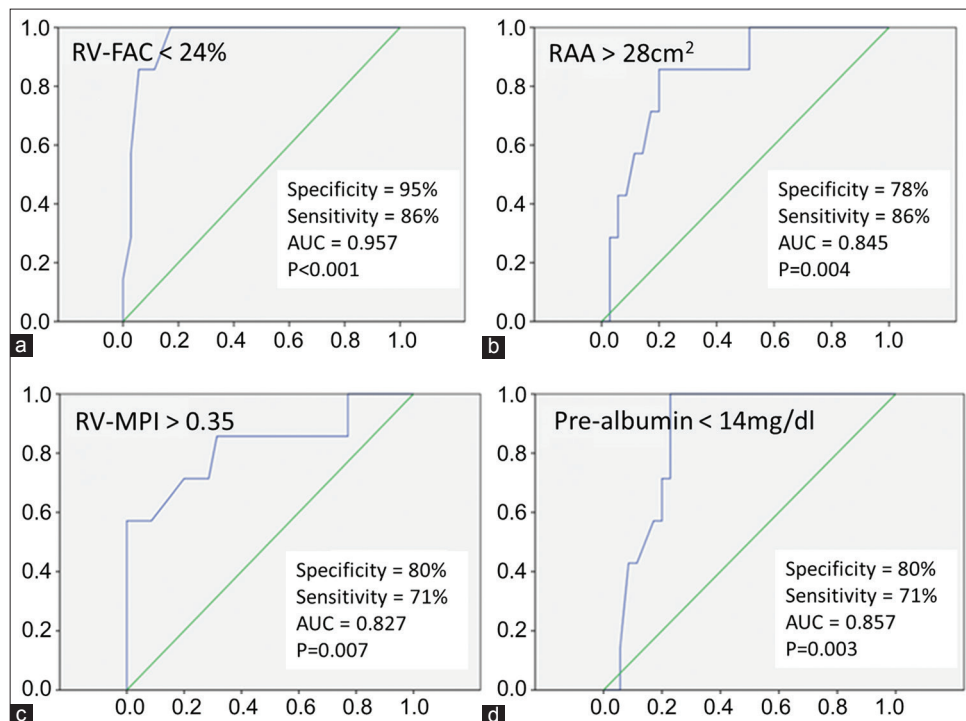 1.0
0.8
0.6
0.4
0.2
0.0
RV-FAC < 24%
Specificity = 95%
Sensitivity = 86%
AUC = 0.957
P<0.001
0.0 0.2 0.4 0.6 0.8 1.0
a
1.0
0.8
0.6
0.4
0.2
0.0
RAA > 28cm²
Specificity = 78%
Sensitivity = 86%
AUC = 0.845
P=0.004
0.0 0.2 0.4 0.6 0.8 1.0
b
1.0
0.8
0.6
0.4
0.2
0.0
RV-MPI > 0.35
Specificity = 80%
Sensitivity = 71%
AUC = 0.827
P=0.007
0.0 0.2 0.4 0.6 0.8 1.0
c
1.0
0.8
0.6
0.4
0.2
0.0
Pre-albumin < 14mg/dl
Specificity = 80%
Sensitivity = 71%
AUC = 0.857
P=0.003
0.0 0.2 0.4 0.6 0.8 1.0
d